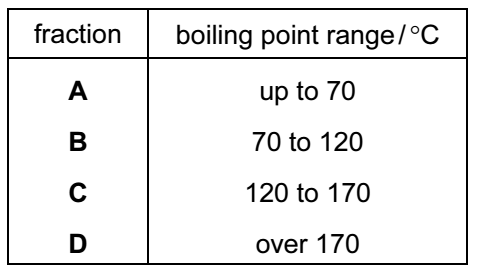 fraction boiling point range/°C
A up to 70
B 70 to 120
C 120 to 170
D over 170